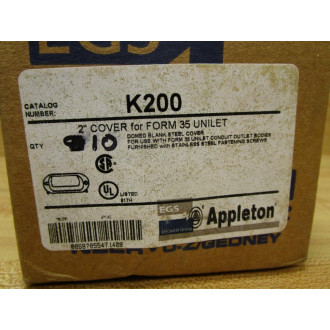 EGS
CATALOG
NUMBER:
K200
2" COVER for FORM 35 UNILET
QTY
10
DOMED BLANK STEEL COVER
FOR USE WITH FORM 35 UNILET CONDUIT OUTLET BODIES
FURNISHED with STAINLESS STEEL FASTENING SCREWS
UL
LISTED
EGS
Appleton